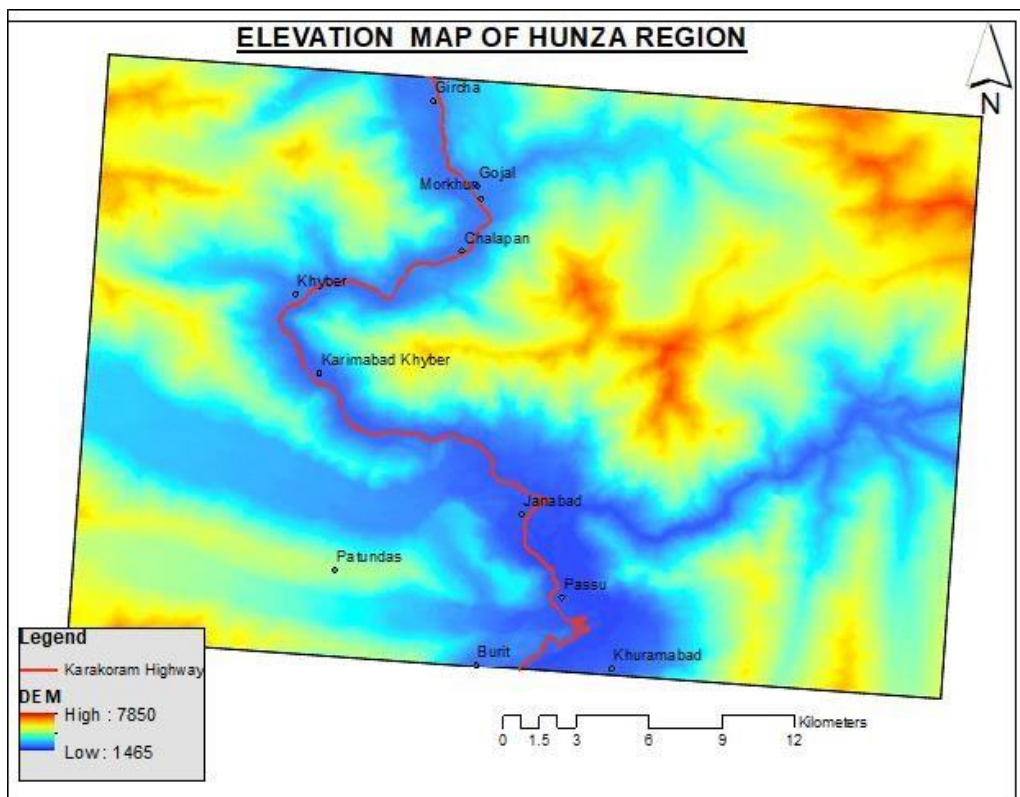 ELEVATION MAP OF HUNZA REGION
N
Gircha
Gojal
Morkhun
Chalapan
Khyber
Karimabad Khyber
Janabad
Patundas
Passu
Burit
Khuramabad
Legend
Karakoram Highway
DEM
High : 7850
Low : 1465
Kilometers
0 1.5 3 6 9 12